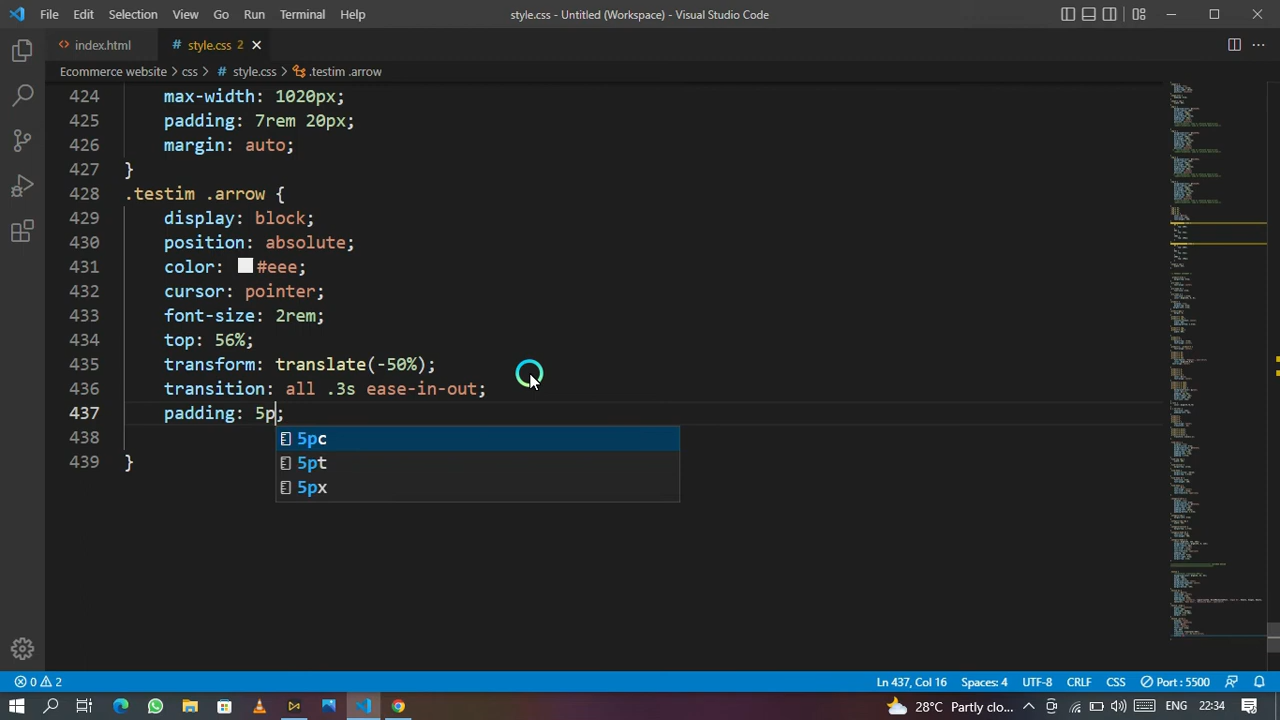 File Edit Selection View Go Run Terminal Help style.css - Untitled (Workspace) - Visual Studio Code
index.html style.css 2
Ecommerce website > css > # style.css > .testim .arrow
424 max-width: 1020px;
425 padding: 7rem 20px;
426 margin: auto;
427 }
428 .testim .arrow {
429 display: block;
430 position: absolute;
431 color: #eee;
432 cursor: pointer;
433 font-size: 2rem;
434 top: 56%;
435 transform: translate(-50%);
436 transition: all .3s ease-in-out;
437 padding: 5p;
438
5pc
5pt
439 }
5px
0 2 Ln 437, Col 16 Spaces: 4 UTF-8 CRLF CSS Port : 5500
28°C Partly clo... ENG 22:34